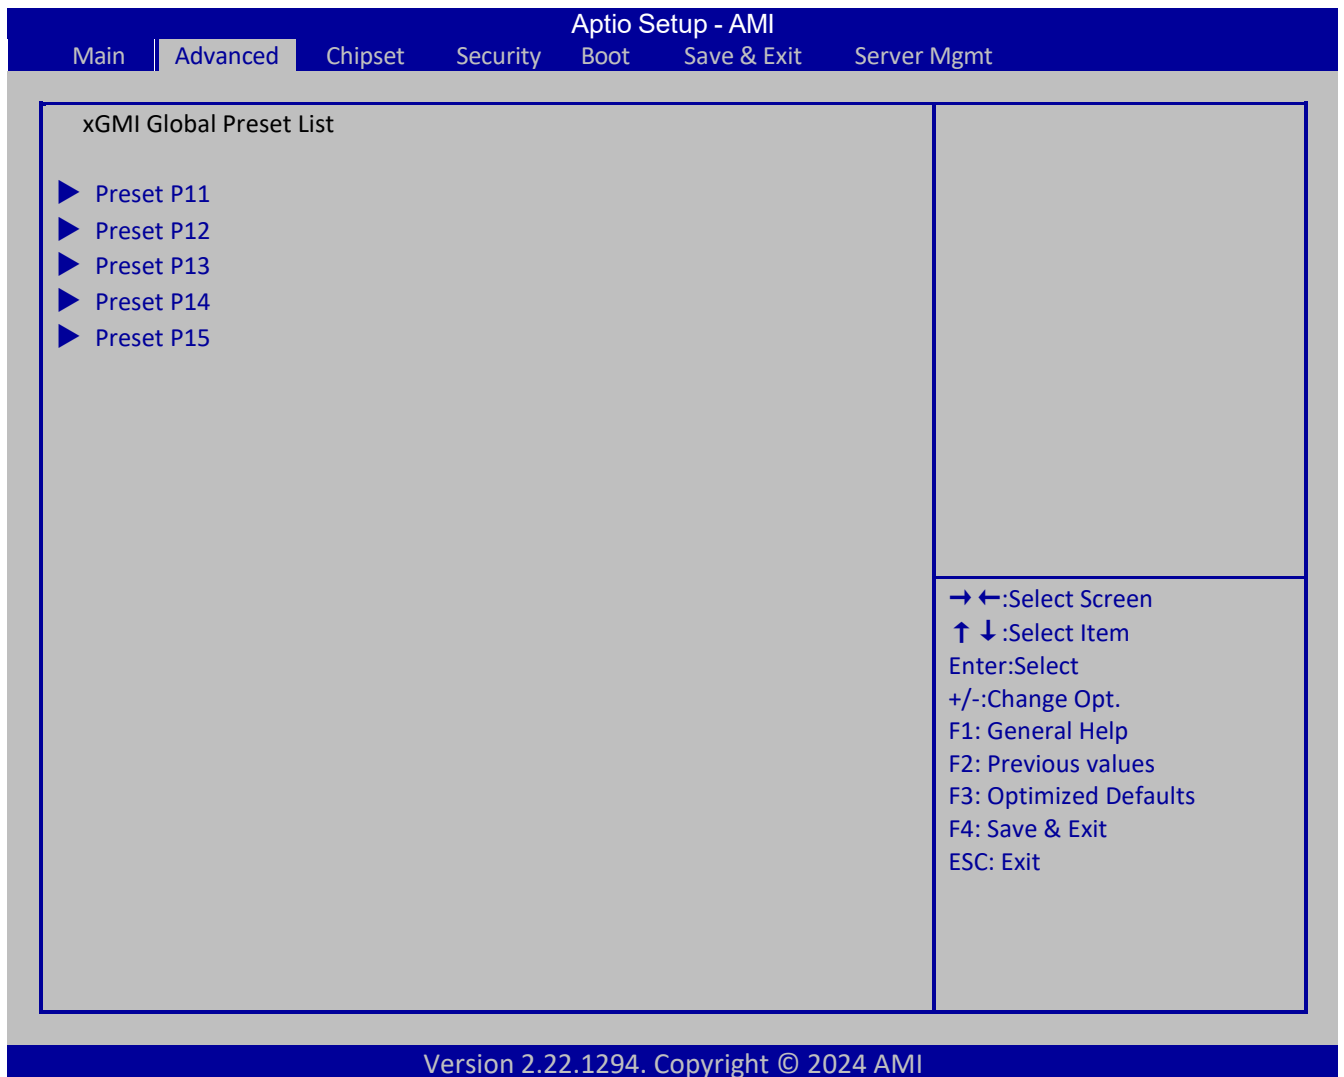 Aptio Setup - AMI
Main Advanced Chipset Security Boot Save & Exit Server Mgmt
xGMI Global Preset List
▶ Preset P11
▶ Preset P12
▶ Preset P13
▶ Preset P14
▶ Preset P15
→ ←:Select Screen
↑ ↓ :Select Item
Enter:Select
+/-:Change Opt.
F1: General Help
F2: Previous values
F3: Optimized Defaults
F4: Save & Exit
ESC: Exit
Version 2.22.1294. Copyright © 2024 AMI